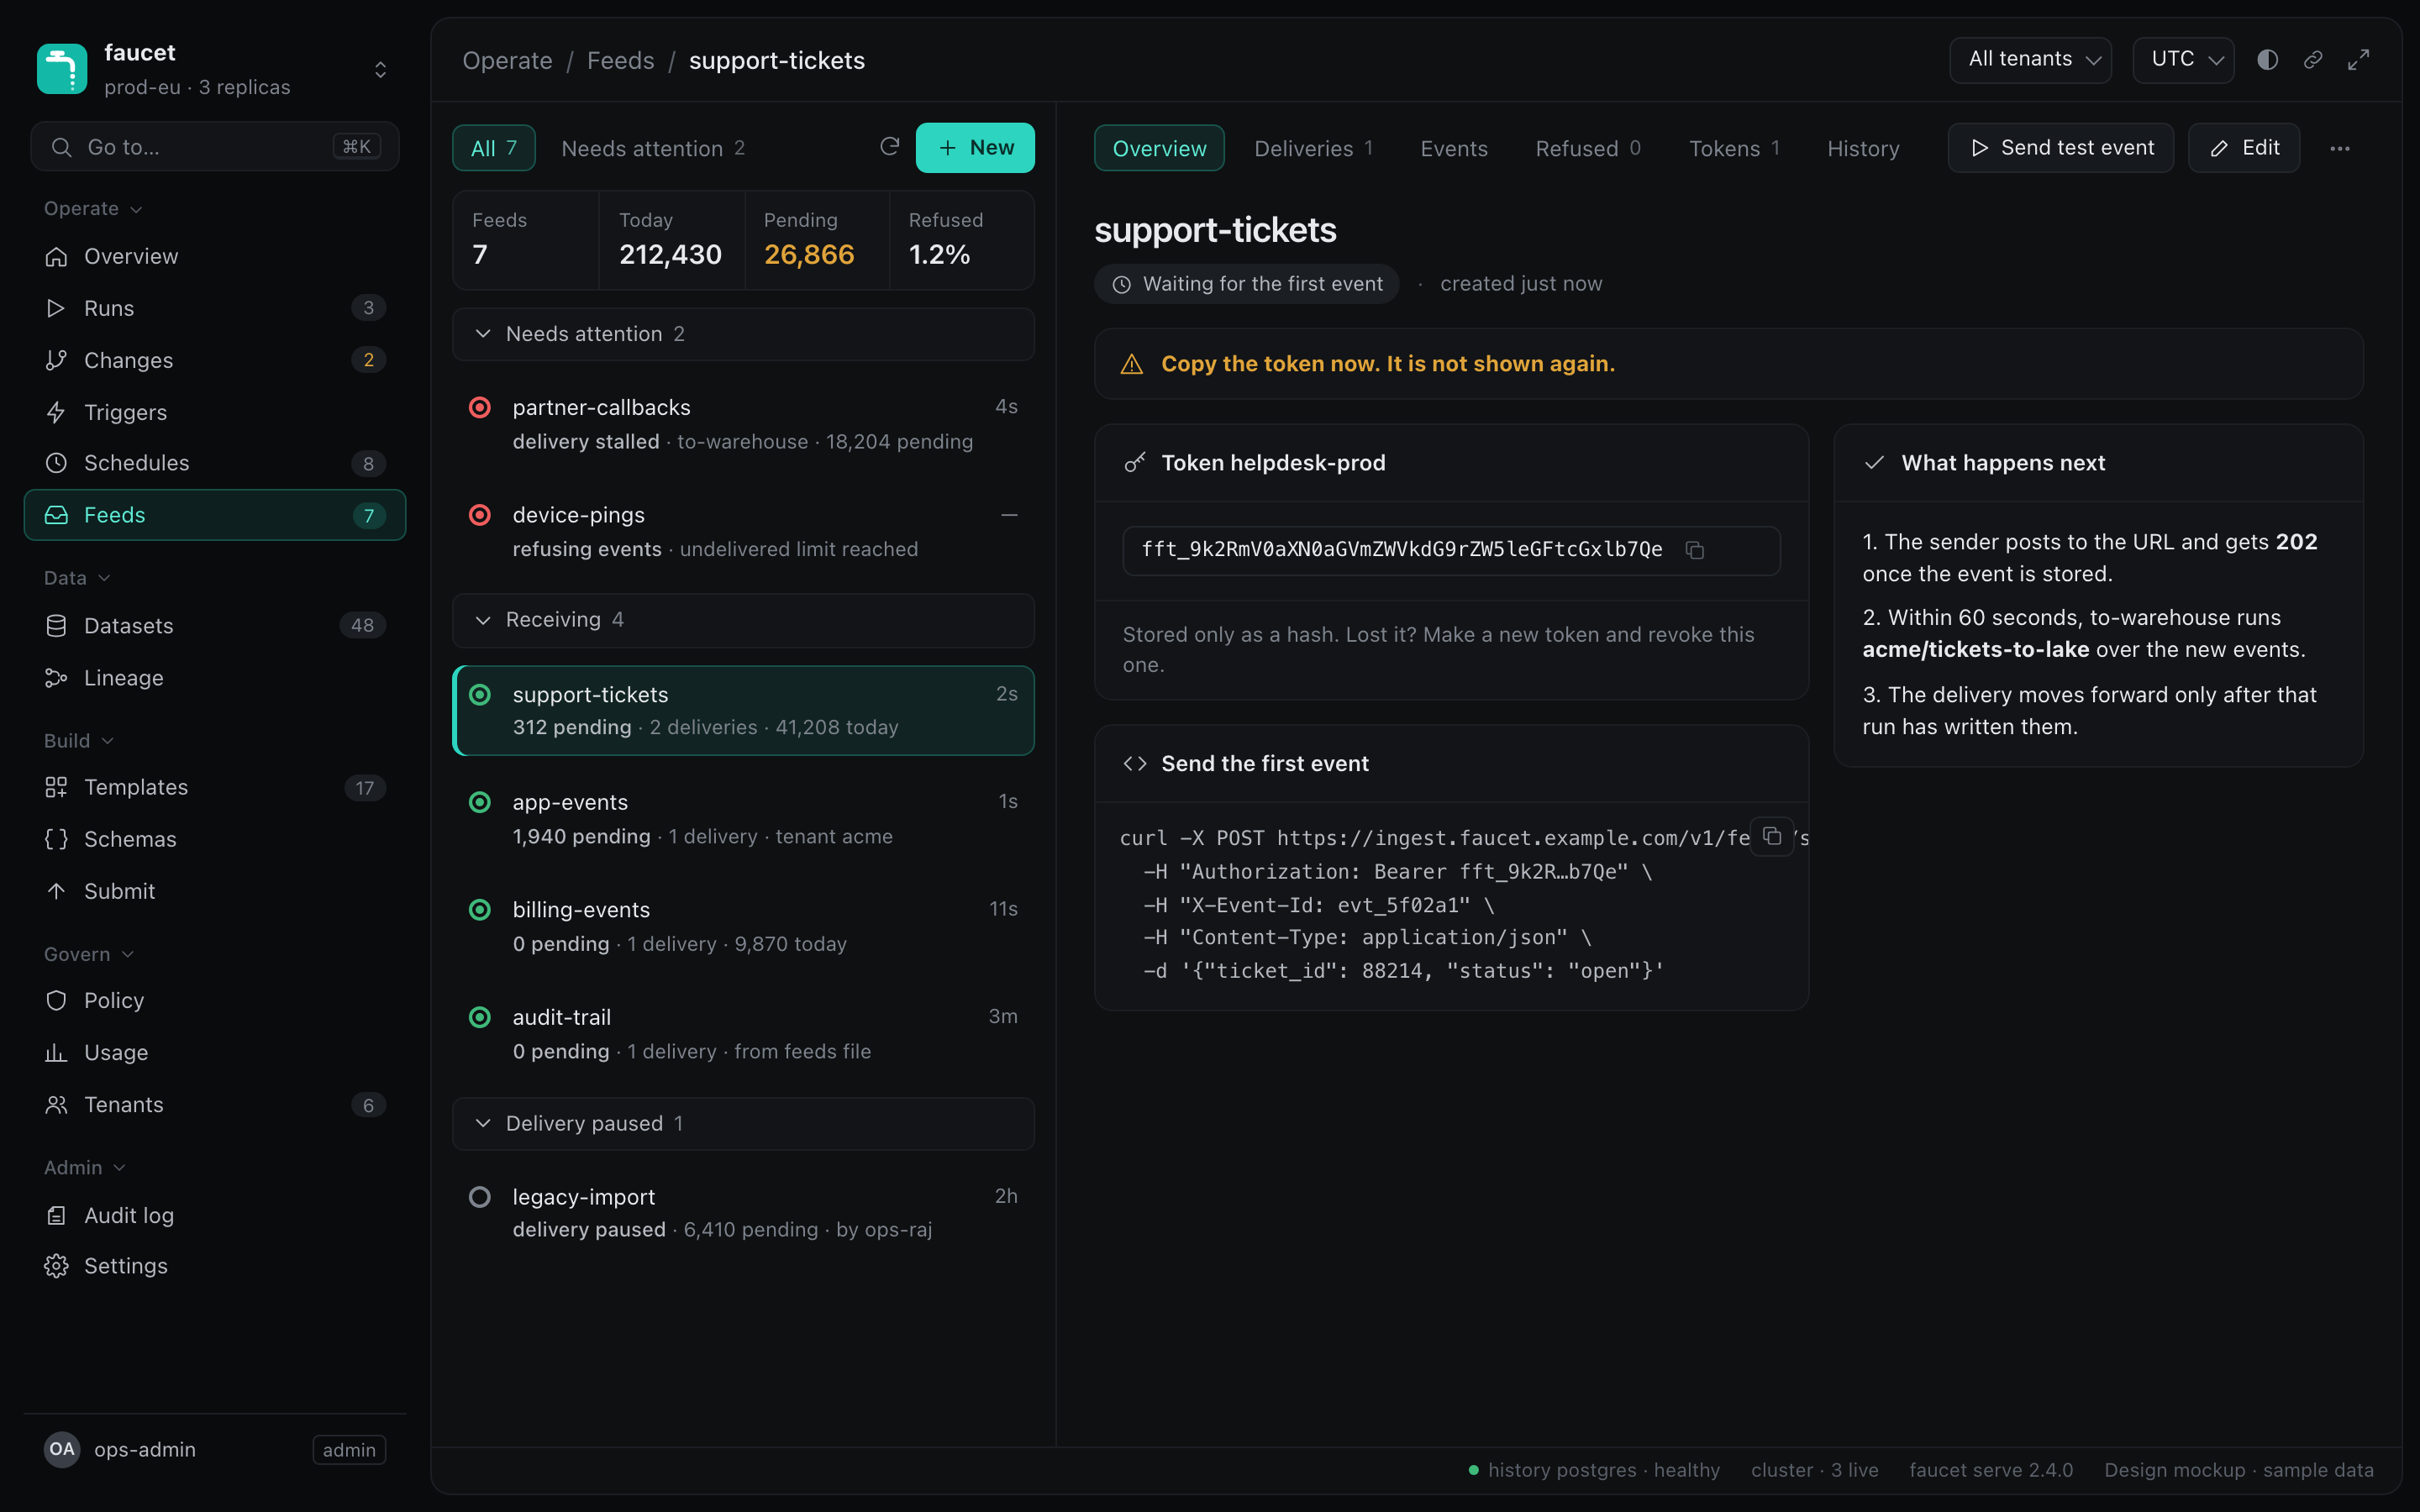 faucet
prod-eu · 3 replicas
Go to...
⌘K
Operate
Overview
Runs 3
Changes 2
Triggers
Schedules 8
Feeds 7
Data
Datasets 48
Lineage
Build
Templates 17
Schemas
Submit
Govern
Policy
Usage
Tenants 6
Admin
Audit log
Settings
OA ops-admin admin
Operate / Feeds / support-tickets
All tenants
UTC
All 7
Needs attention 2
New
Feeds
7
Today
212,430
Pending
26,866
Refused
1.2%
Needs attention 2
partner-callbacks 4s
delivery stalled · to-warehouse · 18,204 pending
device-pings —
refusing events · undelivered limit reached
Receiving 4
support-tickets 2s
312 pending · 2 deliveries · 41,208 today
app-events 1s
1,940 pending · 1 delivery · tenant acme
billing-events 11s
0 pending · 1 delivery · 9,870 today
audit-trail 3m
0 pending · 1 delivery · from feeds file
Delivery paused 1
legacy-import 2h
delivery paused · 6,410 pending · by ops-raj
Overview
Deliveries 1
Events
Refused 0
Tokens 1
History
Send test event
Edit
support-tickets
Waiting for the first event · created just now
Copy the token now. It is not shown again.
Token helpdesk-prod
fft_9k2RmV0aXN0aGVmZWVkdG9rZW5leGFtcGxlb7Qe
Stored only as a hash. Lost it? Make a new token and revoke this
one.
Send the first event
curl -X POST https://ingest.faucet.example.com/v1/fe /s
-H "Authorization: Bearer fft_9k2R…b7Qe" \
-H "X-Event-Id: evt_5f02a1" \
-H "Content-Type: application/json" \
-d '{"ticket_id": 88214, "status": "open"}'
What happens next
1. The sender posts to the URL and gets 202
once the event is stored.
2. Within 60 seconds, to-warehouse runs
acme/tickets-to-lake over the new events.
3. The delivery moves forward only after that
run has written them.
history postgres · healthy
cluster · 3 live
faucet serve 2.4.0
Design mockup · sample data